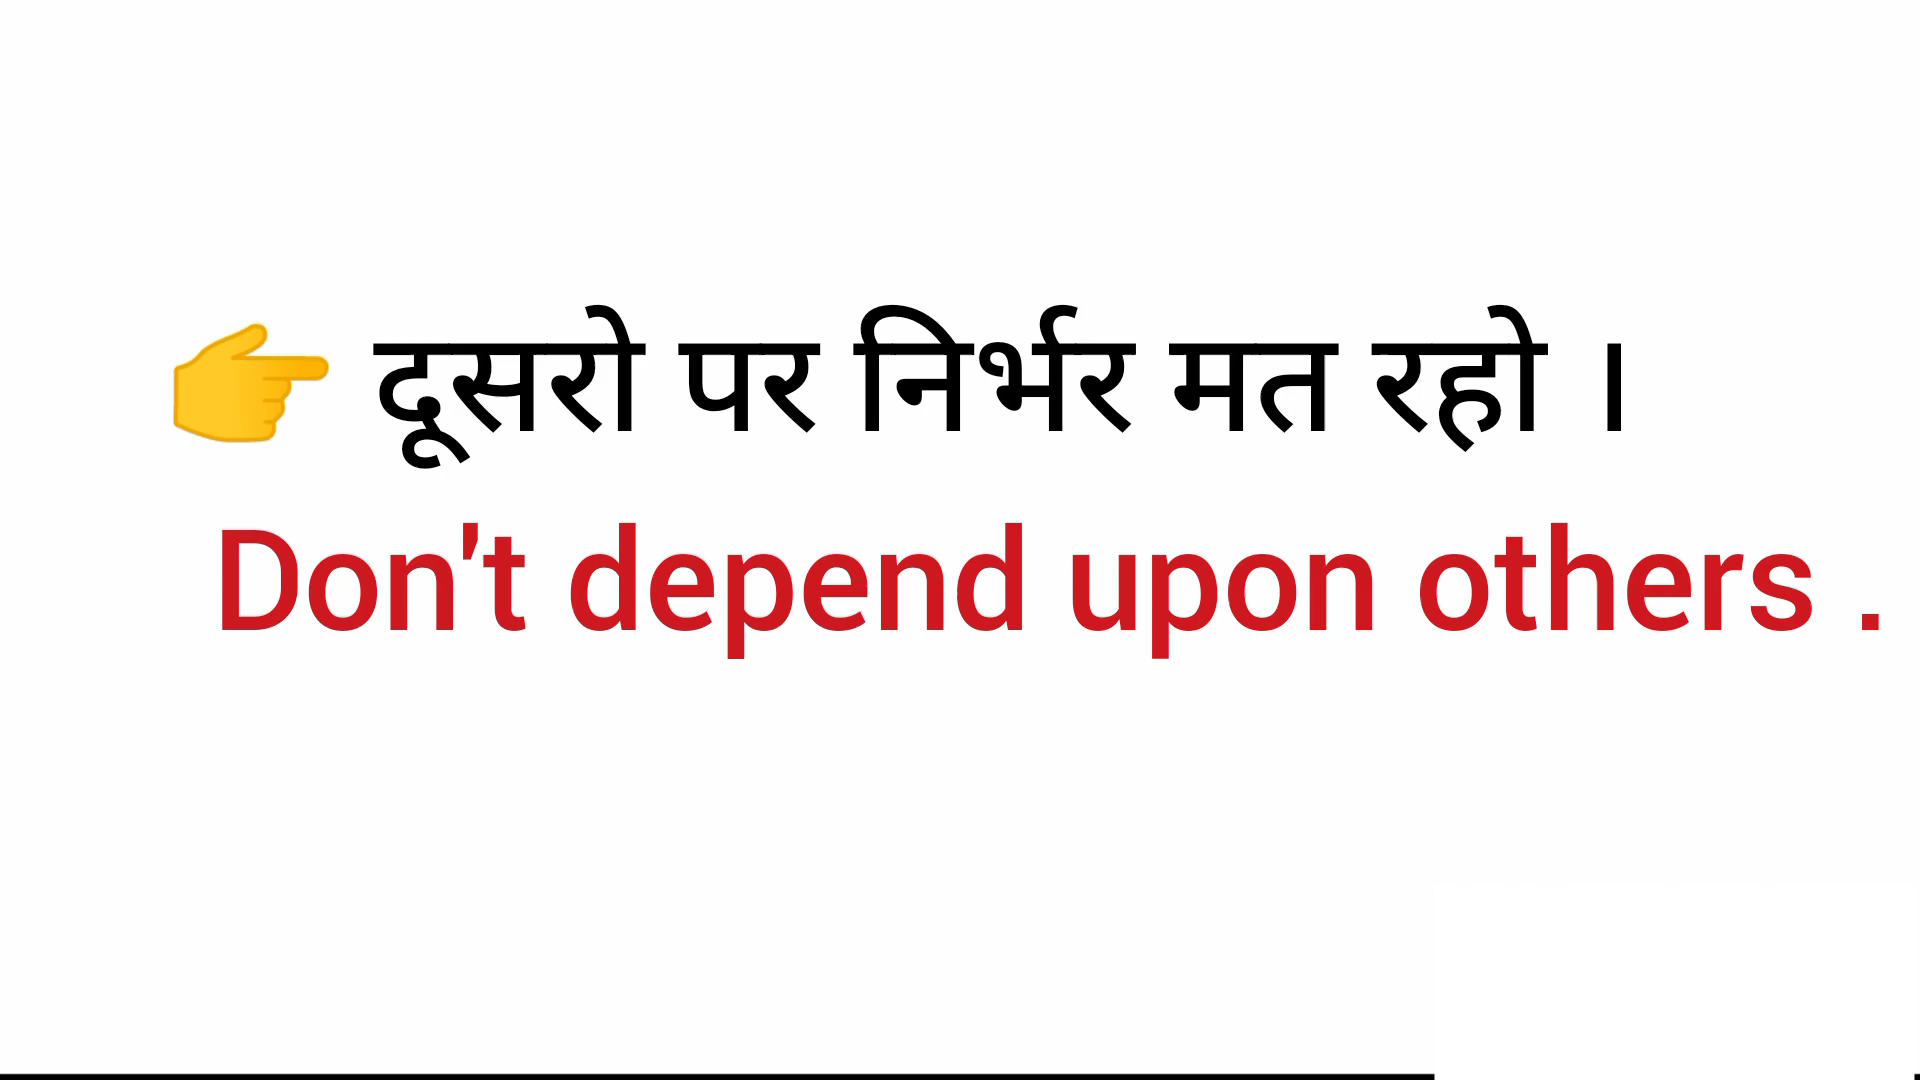 👉 दूसरो पर निर्भर मत रहो ।
Don't depend upon others .